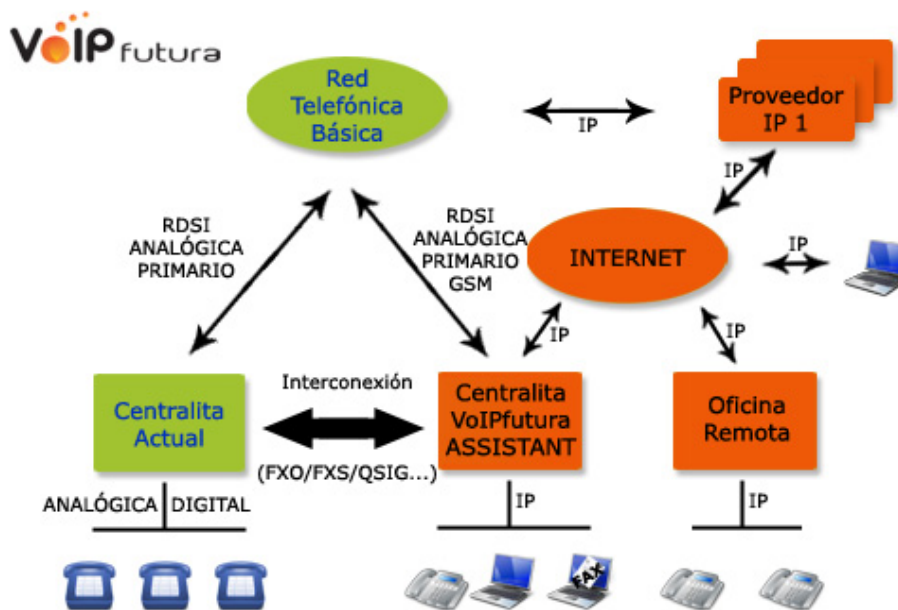 VoIP futura
Red
Telefónica
Básica
IP
Proveedor
IP 1
IP
RDSI
ANALÓGICA
PRIMARIO
RDSI
ANALÓGICA
PRIMARIO
GSM
INTERNET
IP
IP
IP
Centralita
Actual
Interconexión
(FXO/FXS/QSIG...)
Centralita
VoIPfutura
ASSISTANT
Oficina
Remota
ANALÓGICA
DIGITAL
IP
IP
FAX